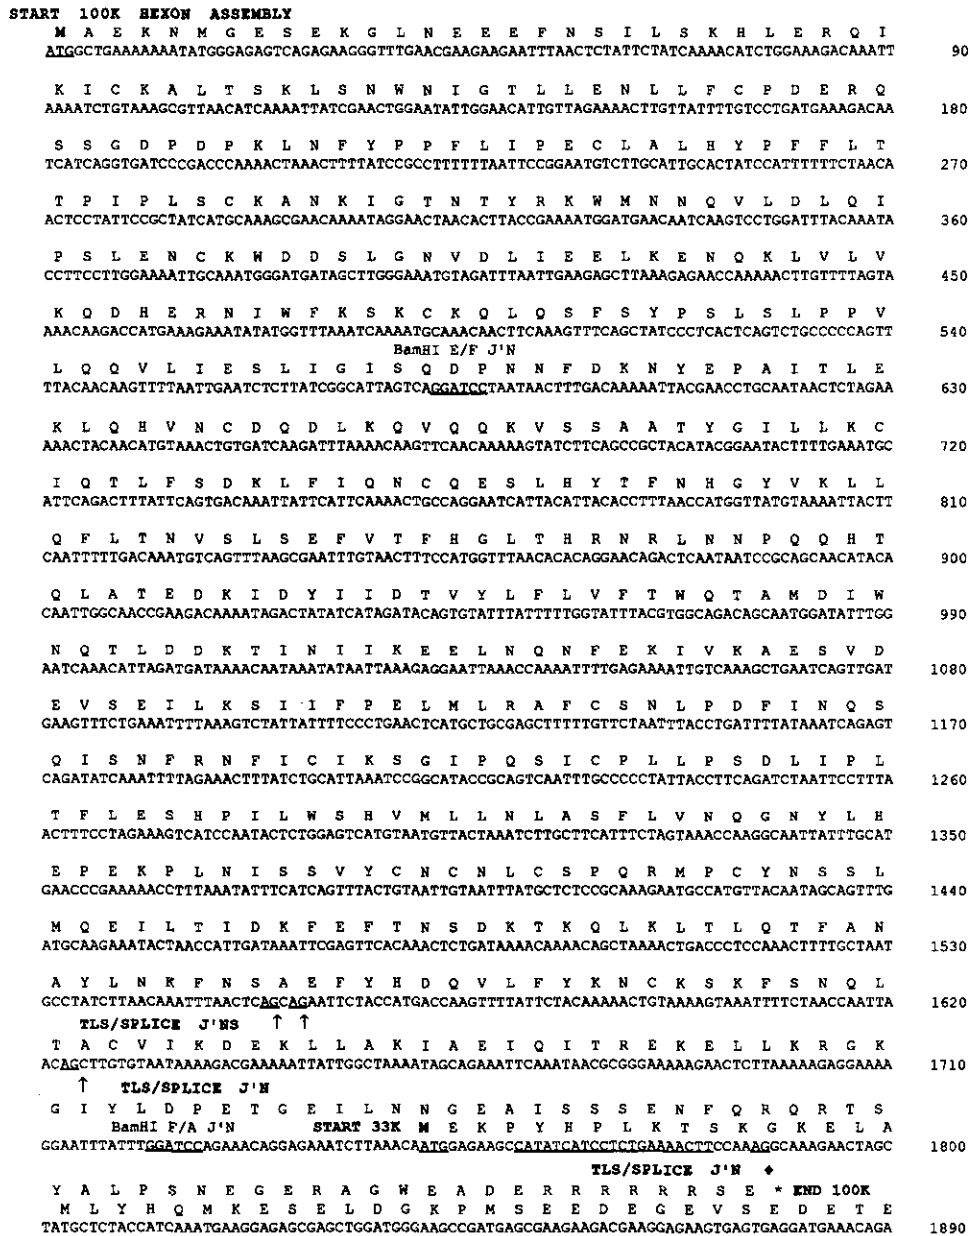 START 100K HEXON ASSEMBLY
M A E K N M G E S E K G L N E E E F N S I L S K H L E R Q I
ATGGCTGAAAAAAATATGGGAGAGTCAGAGAAGGGTTTGAACGAAGAAGAATTTAACTCTATTCTATCAAAACATCTGGAAAGACAAATT 90
K I C K A L T S K L S N W N I G T L L E N L L F C P D E R Q
AAAATCTGTAAAGCGTTAACATCAAAATTATCGAACTGGAATATTGGAACATTGTTAGAAAACTTGTTATTTTGTCCTGATGAAAGACAA 180
S S G D P D P K L N F Y P P F L I P E C L A L H Y P F F L T
TCATCAGGTGATCCCGACCCAAAACTAAACTTTTATCCGCCTTTTTTAATTCCGGAATGTCTTGCATTGCACTATCCATTTTTTCTAACA 270
T P I P L S C K A N K I G T N T Y R K W M N N Q V L D L Q I
ACTCCTATTCCGCTATCATGCAAAGCGAACAAAATAGGAACTAACACTTACCGAAAATGGATGAACAATCAAGTCCTGGATTTACAAATA 360
P S L E N C K W D D S L G N V D L I E E L K E N Q K L V L V
CCTTCCTTGGAAAATTGCAAATGGGATGATAGCTTGGGAAATGTAGATTTAATTGAAGAGCTTAAAGAGAACCAAAAACTTGTTTTAGTA 450
K Q D H E R N I W F K S K C K Q L Q S F S Y P S L S L P P V
AAACAAGACCATGAAAGAAATATATGGTTTAAATCAAAATGCAAACAACTTCAAAGTTTCAGCTATCCCTCACTCAGTCTGCCCCCAGTT 540
BamHI E/F J'N
L Q Q V L I E S L I G I S Q D P N N F D K N Y E P A I T L E
TTACAACAAGTTTTAATTGAATCTCTTATCGGCATTAGTCAGGATCCTAATAACTTTGACAAAAATTACGAACCTGCAATAACTCTAGAA 630
K L Q H V N C D Q D L K Q V Q Q K V S S A A T Y G I L L K C
AAACTACAACATGTAAACTGTGATCAAGATTTAAAACAAGTTCAACAAAAAGTATCTTCAGCCGCTACATACGGAATACTTTTGAAATGC 720
I Q T L F S D K L F I Q N C Q E S L H Y T F N H G Y V K L L
ATTCAGACTTTATTCAGTGACAAATTATTCATTCAAAACTGCCAGGAATCATTACATTACACCTTTAACCATGGTTATGTAAAATTACTT 810
Q F L T N V S L S E F V T F H G L T H R N R L N N P Q Q H T
CAATTTTTGACAAATGTCAGTTTAAGCGAATTTGTAACTTTCCATGGTTTAACACACAGGAACAGACTCAATAATCCGCAGCAACATACA 900
Q L A T E D K I D Y I I D T V Y L F L V F T W Q T A M D I W
CAATTGGCAACCGAAGACAAAATAGACTATATCATAGATACAGTGTATTTATTTTTGGTATTTACGTGGCAGACAGCAATGGATATTTGG 990
N Q T L D D K T I N I I K E E L N Q N F E K I V K A E S V D
AATCAAACATTAGATGATAAAACAATAAATATAATTAAAGAGGAATTAAACCAAAATTTTGAGAAAATTGTCAAAGCTGAATCAGTTGAT 1080
E V S E I L K S I I F P E L M L R A F C S N L P D F I N Q S
GAAGTTTCTGAAATTTTAAAGTCTATTATTTTCCCTGAACTCATGCTGCGAGCTTTTTGTTCTAATTTACCTGATTTTATAAATCAGAGT 1170
Q I S N F R N F I C I K S G I P Q S I C P L L P S D L I P L
CAGATATCAAATTTTAGAAACTTTATCTGCATTAAATCCGGCATACCGCAGTCAATTTGCCCCCTATTACCTTCAGATCTAATTCCTTTA 1260
T F L E S H P I L W S H V M L L N L A S F L V N Q G N Y L H
ACTTTCCTAGAAAGTCATCCAATACTCTGGAGTCATGTAATGTTACTAAATCTTGCTTCATTTCTAGTAAACCAAGGCAATTATTTGCAT 1350
E P E K P L N I S S V Y C N C N L C S P Q R M P C Y N S S L
GAACCCGAAAAACCTTTAAATATTTCATCAGTTTACTGTAATTGTAATTTATGCTCTCCGCAAAGAATGCCATGTTACAATAGCAGTTTG 1440
M Q E I L T I D K F E F T N S D K T K Q L K L T L Q T F A N
ATGCAAGAAATACTAACCATTGATAAATTCGAGTTCACAAACTCTGATAAAACAAAACAGCTAAAACTGACCCTCCAAACTTTTGCTAAT 1530
A Y L N K F N S A E F Y H D Q V L F Y K N C K S K F S N Q L
GCCTATCTTAACAAATTTAACTCAGCAGAATTCTACCATGACCAAGTTTTATTCTACAAAAACTGTAAAAGTAAATTTTCTAACCAATTA 1620
TLS/SPLICE J'NS ↑ ↑
T A C V I K D E K L L A K I A E I Q I T R E K E L L K R G K
ACAGCTTGTGTAATAAAAGACGAAAAATTATTGGCTAAAATAGCAGAAATTCAAATAACGCGGGAAAAAGAACTCTTAAAAAGAGGAAAA 1710
↑ TLS/SPLICE J'N
G I Y L D P E T G E I L N N G E A I S S S E N F Q R Q R T S
BamHI F/A J'N START 33K M E K P Y H P L K T S K G K E L A
GGAATTTATTTGGATCCAGAAACAGGAGAAATCTTAAACAATGGAGAAGCCATATCATCCTCTGAAAACTTCCAAAGGCAAAGAACTAGC 1800
TLS/SPLICE J'N ♦
Y A L P S N E G E R A G W E A D E R R R R R R S E * END 100K
M L Y H Q M K E S E L D G K P M S E E D E G E V S E D E T E
TATGCTCTACCATCAAATGAAGGAGAGCGAGCTGGATGGGAAGCCGATGAGCGAAGAAGACGAAGGAGAAGTGAGTGAGGATGAAACAGA 1890